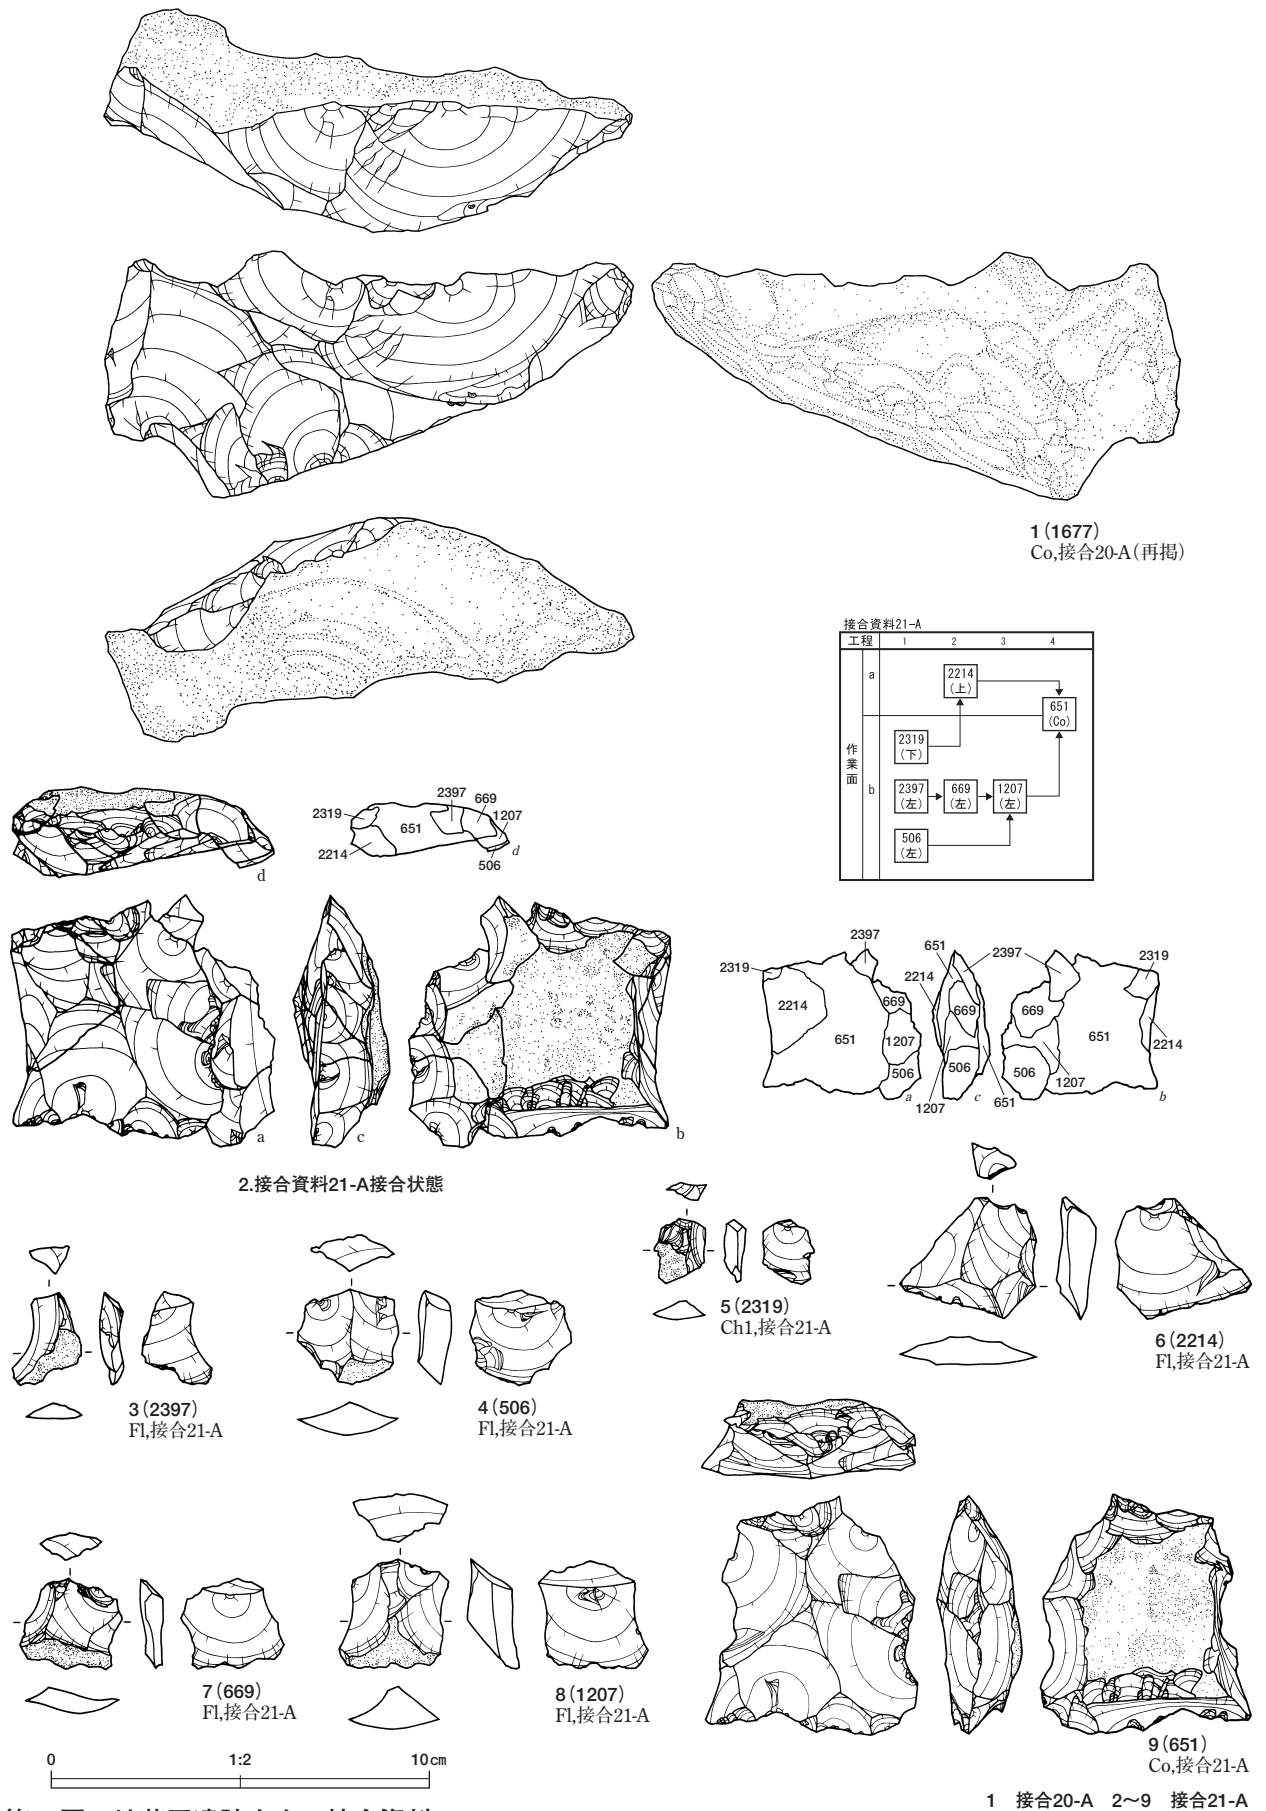 1（1677）
Co,接合20-A（再掲）
接合資料21-A
工程 1 2 3 4
作業面
a
2214
（上）
651
（Co）
b
2319
（下）
2397
（左）
669
（左）
1207
（左）
506
（左）
d
2319
2214
651
2397
669
1207
506
d
a
c
b
2.接合資料21-A接合状態
2319
2214
651
2397
669
1207
506
a
651
2214
2397
669
506
1207
651
c
669
506
1207
651
2319
2214
b
3（2397）
Fl,接合21-A
4（506）
Fl,接合21-A
5（2319）
Ch1,接合21-A
6（2214）
Fl,接合21-A
7（669）
Fl,接合21-A
8（1207）
Fl,接合21-A
9（651）
Co,接合21-A
0 1:2 10cm
1 接合20-A 2～9 接合21-A